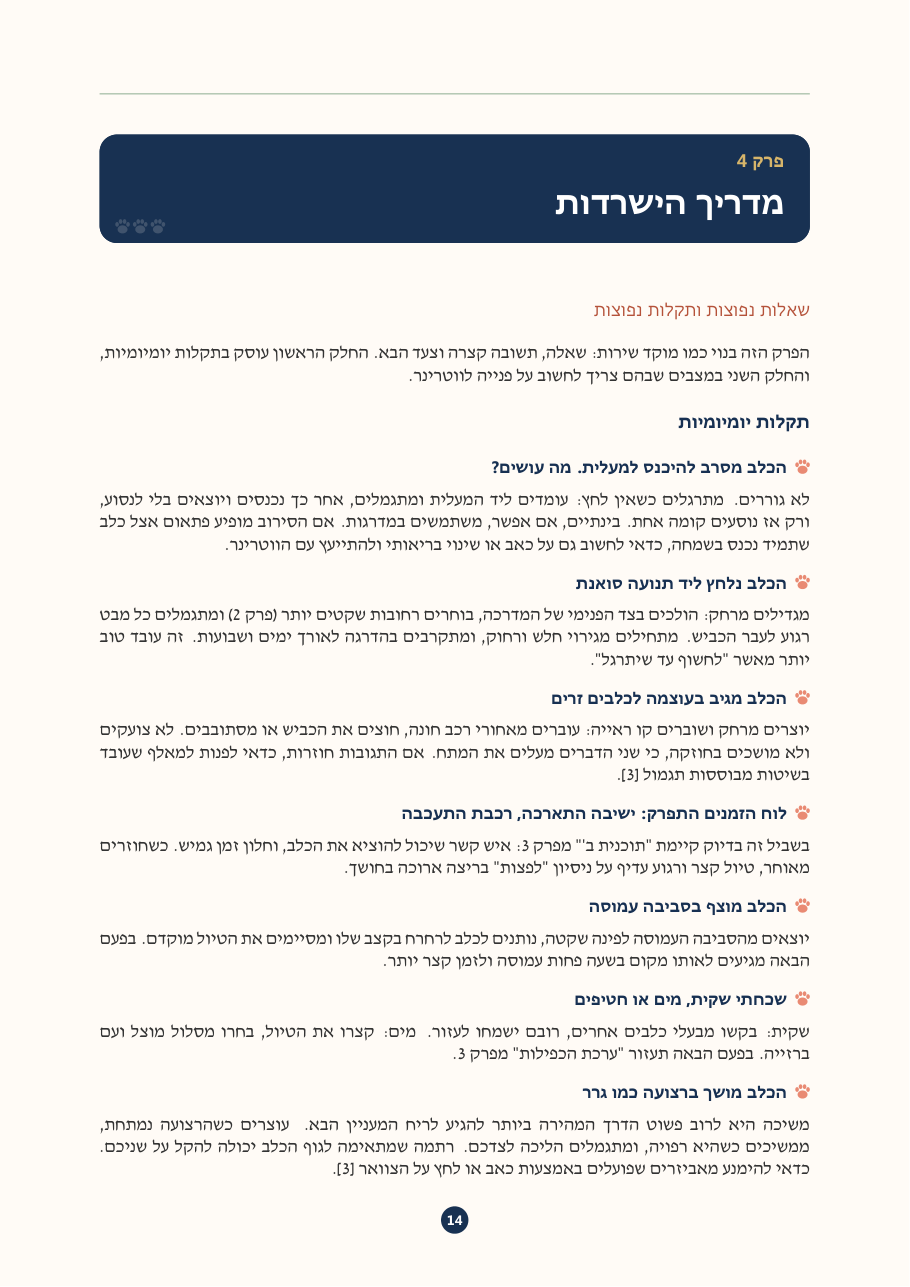 פרק 4
מדריך הישרדות
שאלות נפוצות ותקלות נפוצות
הפרק הזה בנוי כמו מוקד שירות: שאלה, תשובה קצרה וצעד הבא. החלק הראשון עוסק בתקלות יומיומיות,
והחלק השני במצבים שבהם צריך לחשוב על פנייה לווטרינר.
תקלות יומיומיות
הכלב מסרב להיכנס למעלית. מה עושים?
לא גוררים. מתרגלים כשאין לחץ: עומדים ליד המעלית ומתגמלים, אחר כך נכנסים ויוצאים בלי לנסוע,
ורק אז נוסעים קומה אחת. בינתיים, אם אפשר, משתמשים במדרגות. אם הסירוב מופיע פתאום אצל כלב
שתמיד נכנס בשמחה, כדאי לחשוב גם על כאב או שינוי בריאותי ולהתייעץ עם הווטרינר.
הכלב נלחץ ליד תנועה סואנת
מגדילים מרחק: הולכים בצד הפנימי של המדרכה, בוחרים רחובות שקטים יותר (פרק 2) ומתגמלים כל מבט
רגוע לעבר הכביש. מתחילים מגירוי חלש ורחוק, ומתקרבים בהדרגה לאורך ימים ושבועות. זה עובד טוב
יותר מאשר "לחשוף עד שיתרגל".
הכלב מגיב בעוצמה לכלבים זרים
יוצרים מרחק ושוברים קו ראייה: עוברים מאחורי רכב חונה, חוצים את הכביש או מסתובבים. לא צועקים
ולא מושכים בחוזקה, כי שני הדברים מעלים את המתח. אם התגובות חוזרות, כדאי לפנות למאלף שעובד
בשיטות מבוססות תגמול [3].
לוח הזמנים התפרק: ישיבה התארכה, רכבת התעכבה
בשביל זה בדיוק קיימת "תוכנית ב'" מפרק 3: איש קשר שיכול להוציא את הכלב, וחלון זמן גמיש. כשחוזרים
מאוחר, טיול קצר ורגוע עדיף על ניסיון "לפצות" בריצה ארוכה בחושך.
הכלב מוצף בסביבה עמוסה
יוצאים מהסביבה העמוסה לפינה שקטה, נותנים לכלב לרחרח בקצב שלו ומסיימים את הטיול מוקדם. בפעם
הבאה מגיעים לאותו מקום בשעה פחות עמוסה ולזמן קצר יותר.
שכחתי שקית, מים או חטיפים
שקית: בקשו מבעלי כלבים אחרים, רובם ישמחו לעזור. מים: קצרו את הטיול, בחרו מסלול מוצל ועם
ברזייה. בפעם הבאה תעזור "ערכת הכפילות" מפרק 3.
הכלב מושך ברצועה כמו גרר
משיכה היא לרוב פשוט הדרך המהירה ביותר להגיע לריח המעניין הבא. עוצרים כשהרצועה נמתחת,
ממשיכים כשהיא רפויה, ומתגמלים הליכה לצדכם. רתמה שמתאימה לגוף הכלב יכולה להקל על שניכם.
כדאי להימנע מאביזרים שפועלים באמצעות כאב או לחץ על הצוואר [3].
14